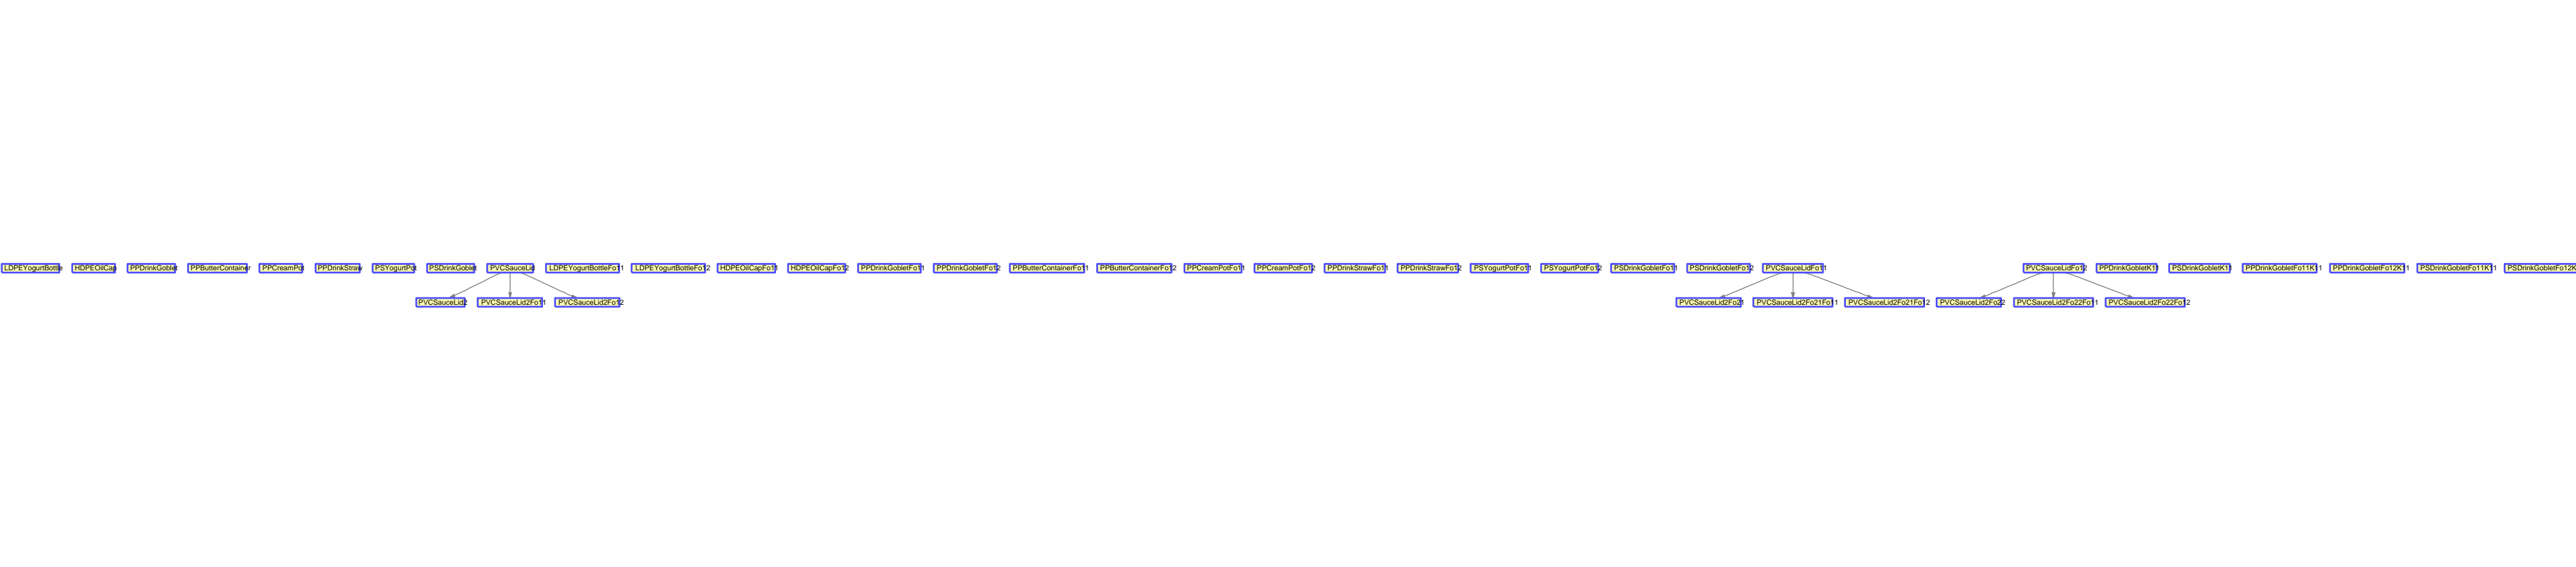 LDPEYogurtBottle HDPEOilCap PPDrinkGoblet PPButterContainer PPCreamPot PPDrinkStraw PSYogurtPot PSDrinkGoblet PVCSauceLid LDPEYogurtBottleFo11 LDPEYogurtBottleFo12 HDPEOilCapFo11 HDPEOilCapFo12 PPDrinkGobletFo11 PPDrinkGobletFo12 PPButterContainerFo11 PPButterContainerFo12 PPCreamPotFo11 PPCreamPotFo12 PPDrinkStrawFo11 PPDrinkStrawFo12 PSYogurtPotFo11 PSYogurtPotFo12 PSDrinkGobletFo11 PSDrinkGobletFo12 PVCSauceLidFo11 PVCSauceLidFo12 PPDrinkGobletK11 PSDrinkGobletK11 PPDrinkGobletFo11K11 PPDrinkGobletFo12K11 PSDrinkGobletFo11K11 PSDrinkGobletFo12K
PVCSauceLid2 PVCSauceLid2Fo11 PVCSauceLid2Fo12 PVCSauceLid2Fo21 PVCSauceLid2Fo21Fo11 PVCSauceLid2Fo21Fo12 PVCSauceLid2Fo22 PVCSauceLid2Fo22Fo11 PVCSauceLid2Fo22Fo12